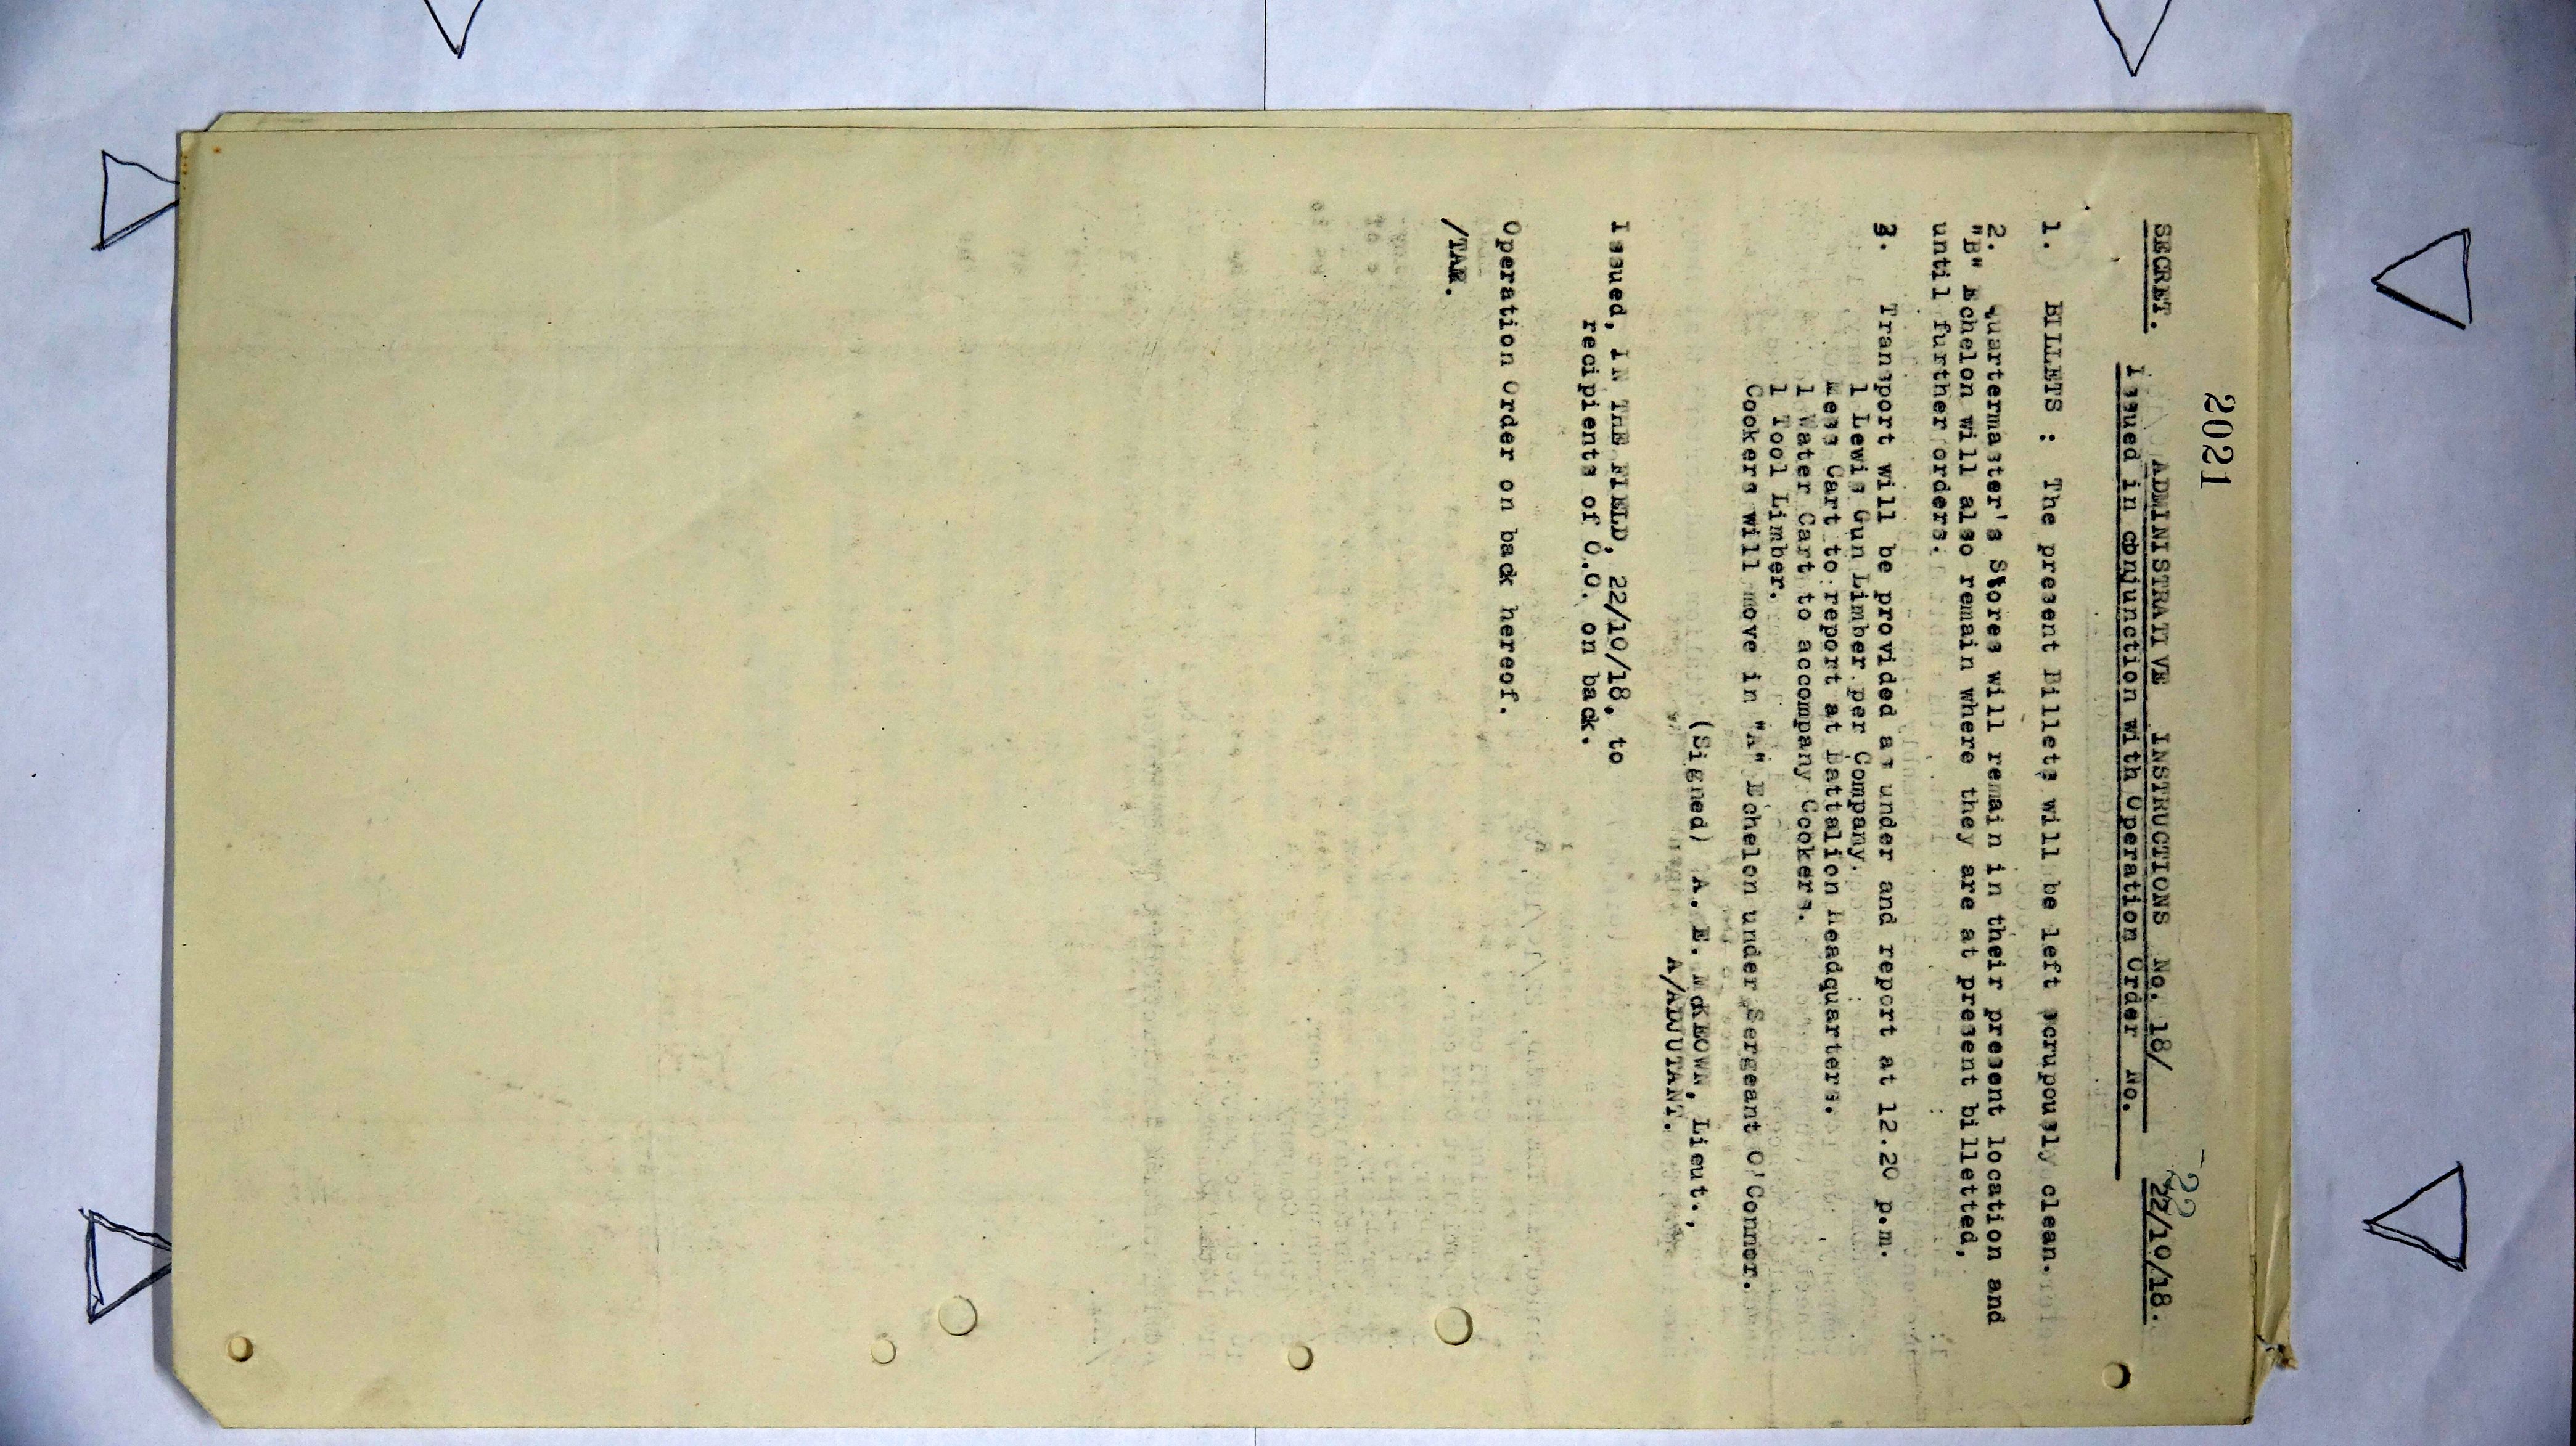 2021
-22
SECRET. ADMINISTRATIVE INSTRUCTIONS No. 18/ 22/10/18.
Issued in conjunction with Operation Order No.
1. BILLETS : The present Billets will be left scrupously clean.
2. Quartermaster's Stores will remain in their present location and
"B" Echelon will also remain where they are at present billetted,
until further orders.
3. Transport will be provided as under and report at 12.20 p.m.
1 Lewis Gun Limber per Company.
Mess Cart to report at Battalion Headquarters.
1 Water Cart to accompany Cookers.
1 Tool Limber.
Cookers will move in "A" Echelon under Sergeant O'Connor.
(Signed) A. E. McKEOWN, Lieut.,
A/ADJUTANT.
Issued, IN THE FIELD, 22/10/18, to
recipients of O.O. on back.
Operation Order on back hereof.
/TAR.